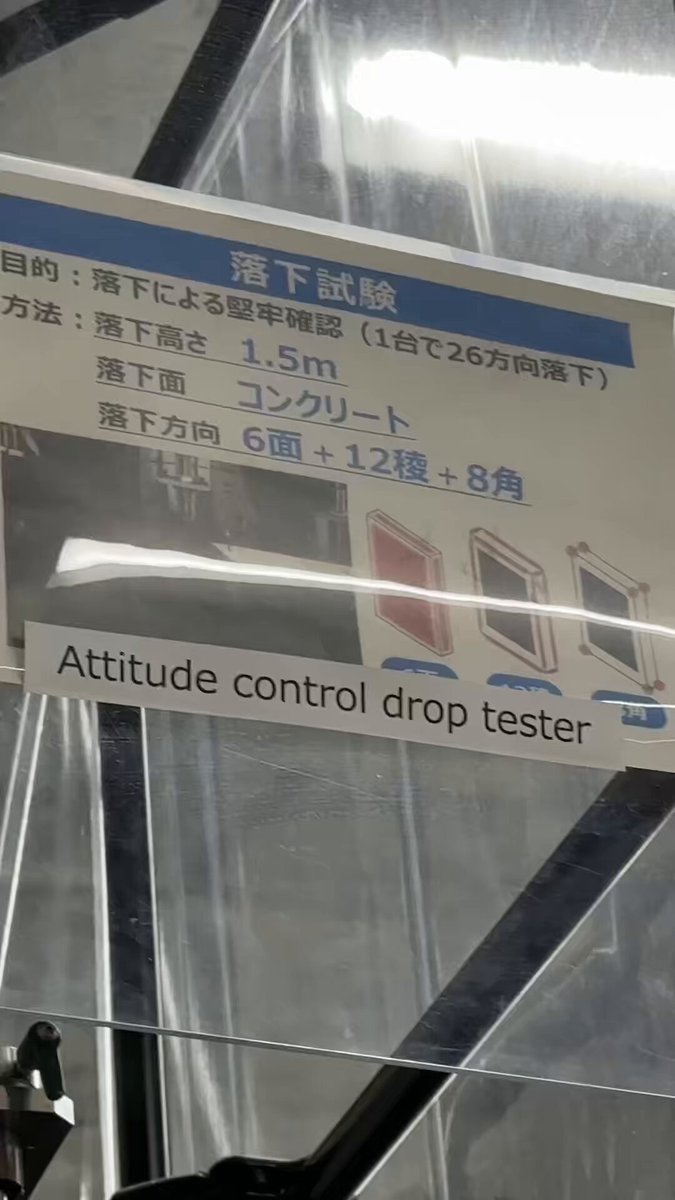 落下試験
目的：落下による堅牢確認（1台で26方向落下）
方法：落下高さ 1.5m
落下面 コンクリート
落下方向 6面 + 12稜 + 8角
Attitude control drop tester
角